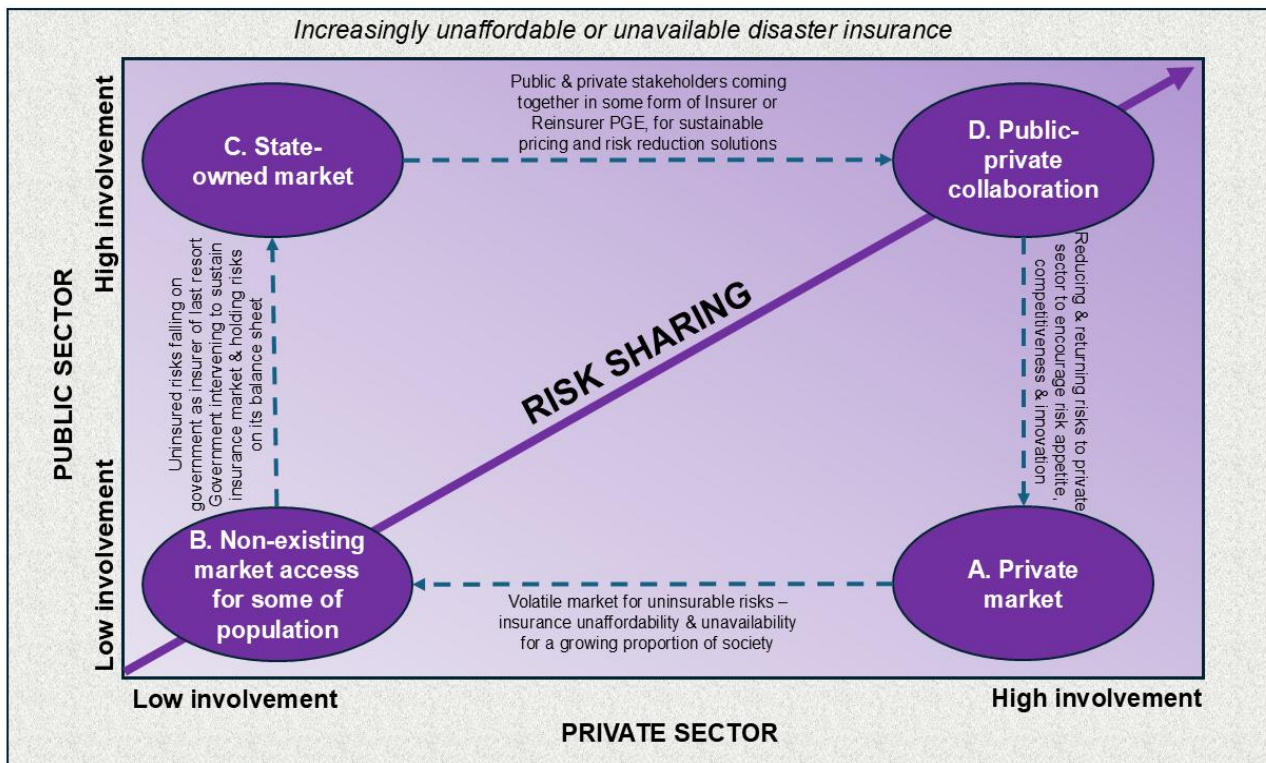 Increasingly unaffordable or unavailable disaster insurance
PUBLIC SECTOR
High involvement
Low involvement
C. State-
owned market
Public & private stakeholders coming
together in some form of Insurer or
Reinsurer PGE, for sustainable
pricing and risk reduction solutions
D. Public-
private
collaboration
Uninsured risks falling on
government as insurer of last resort
Government intervening to sustain
insurance market & holding risks
on its balance sheet
RISK SHARING
Reducing & returning risks to private
sector to encourage risk appetite,
competitiveness & innovation
B. Non-existing
market access
for some of
population
Volatile market for uninsurable risks –
insurance unaffordability & unavailability
for a growing proportion of society
A. Private
market
Low involvement
High involvement
PRIVATE SECTOR